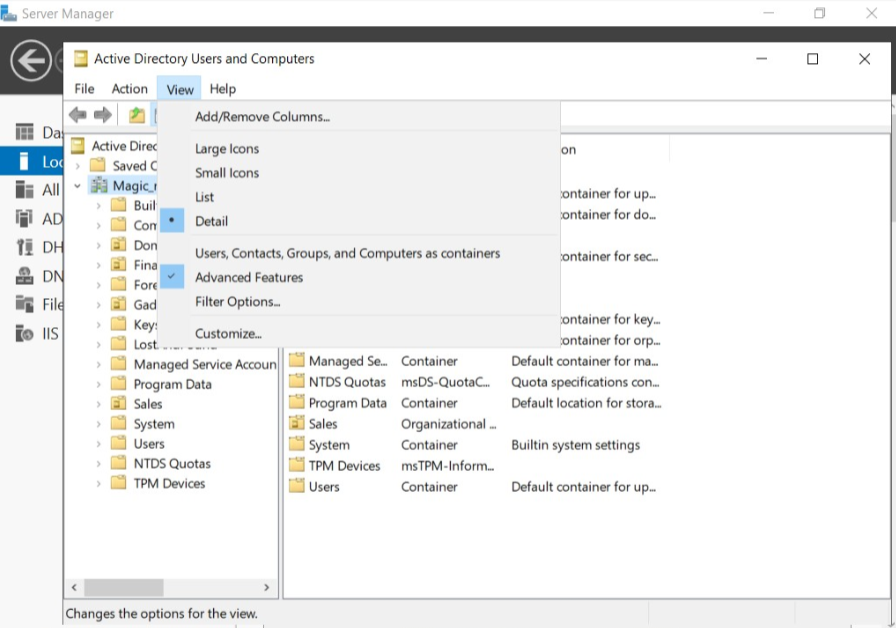 Server Manager
Active Directory Users and Computers
File Action View Help
Add/Remove Columns...
Large Icons
Small Icons
List
Detail
Users, Contacts, Groups, and Computers as containers
Advanced Features
Filter Options...
Customize...
Da
Loc
All
AD
DH
DN
File
IIS
Active Direc
Saved C
Magic_
Buil
Con
Don
Fina
Fore
Gad
Key
Lost
Managed Service Accoun
Program Data
Sales
System
Users
NTDS Quotas
TPM Devices
on
container for up...
ontainer for do...
container for sec...
container for key...
ontainer for orp...
Managed Se... Container Default container for ma...
NTDS Quotas msDS-QuotaC... Quota specifications con...
Program Data Container Default location for stora...
Sales Organizational ...
System Container Builtin system settings
TPM Devices msTPM-Inform...
Users Container Default container for up...
Changes the options for the view.